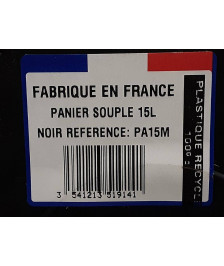 FABRIQUE EN FRANCE
PANIER SOUPLE 15L
NOIR REFERENCE: PA15M
3 541213 519141
PLASTIQUE RECYCL
100%